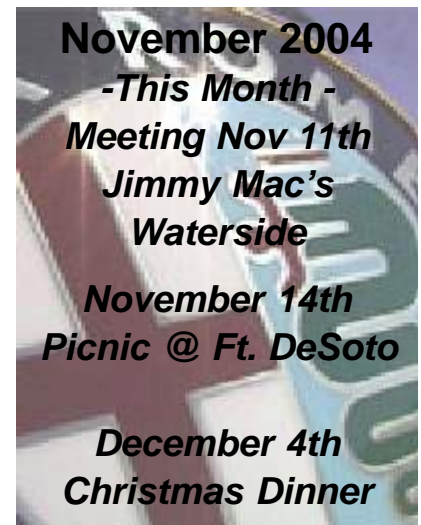 November 2004
-This Month -
Meeting Nov 11th
Jimmy Mac's
Waterside
November 14th
Picnic @ Ft. DeSoto
December 4th
Christmas Dinner